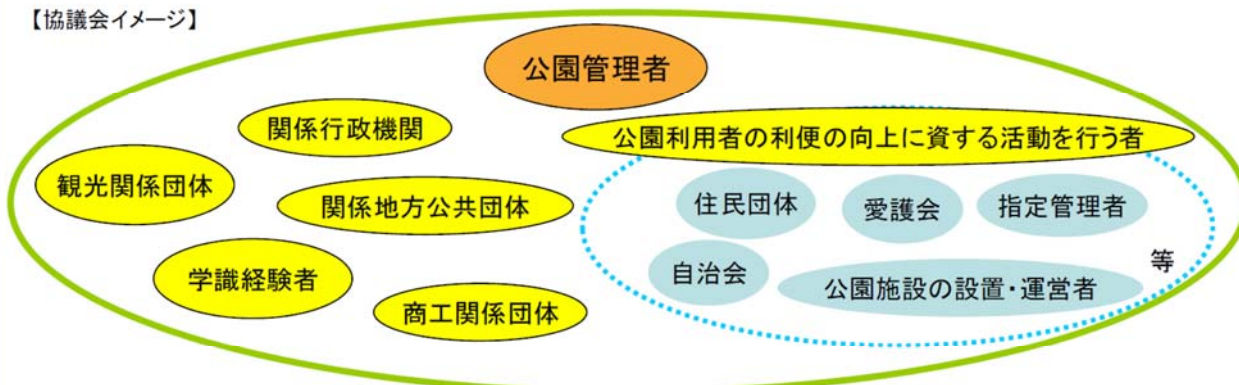 【協議会イメージ】
公園管理者
関係行政機関
公園利用者の利便の向上に資する活動を行う者
観光関係団体
関係地方公共団体
住民団体
愛護会
指定管理者
学識経験者
自治会
等
公園施設の設置・運営者
商工関係団体